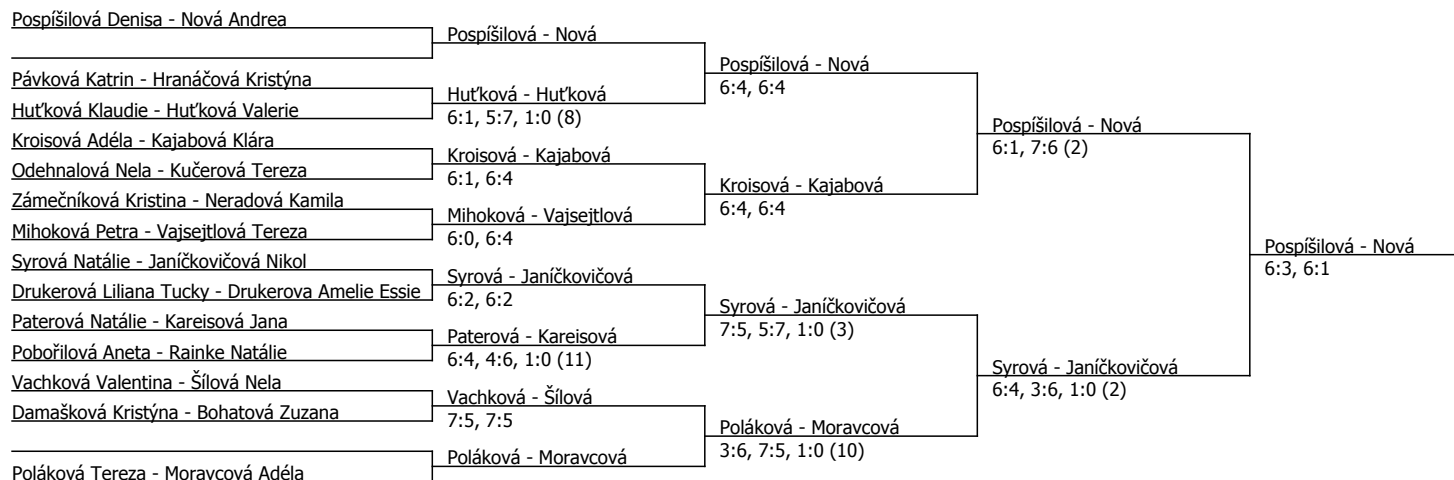 Pospíšilová Denisa - Nová Andrea
Pávková Katrin - Hranáčová Kristýna
Huťková Klaudie - Huťková Valerie
Kroisová Adéla - Kajabová Klára
Odehnalová Nela - Kučerová Tereza
Zámečníková Kristina - Neradová Kamila
Mihoková Petra - Vajsejtlová Tereza
Syrová Natálie - Janíčkovičová Nikol
Drukerová Liliana Tucky - Drukerova Amelie Essie
Paterová Natálie - Kareisová Jana
Pobořilová Aneta - Rainke Natálie
Vachková Valentina - Šílová Nela
Damašková Kristýna - Bohatová Zuzana
Poláková Tereza - Moravcová Adéla
Pospíšilová - Nová
Huťková - Huťková
6:1, 5:7, 1:0 (8)
Kroisová - Kajabová
6:1, 6:4
Mihoková - Vajsejtlová
6:0, 6:4
Syrová - Janíčkovičová
6:2, 6:2
Paterová - Kareisová
6:4, 4:6, 1:0 (11)
Vachková - Šílová
7:5, 7:5
Poláková - Moravcová
Pospíšilová - Nová
6:4, 6:4
Kroisová - Kajabová
6:4, 6:4
Syrová - Janíčkovičová
7:5, 5:7, 1:0 (3)
Poláková - Moravcová
3:6, 7:5, 1:0 (10)
Pospíšilová - Nová
6:1, 7:6 (2)
Syrová - Janíčkovičová
6:4, 3:6, 1:0 (2)
Pospíšilová - Nová
6:3, 6:1